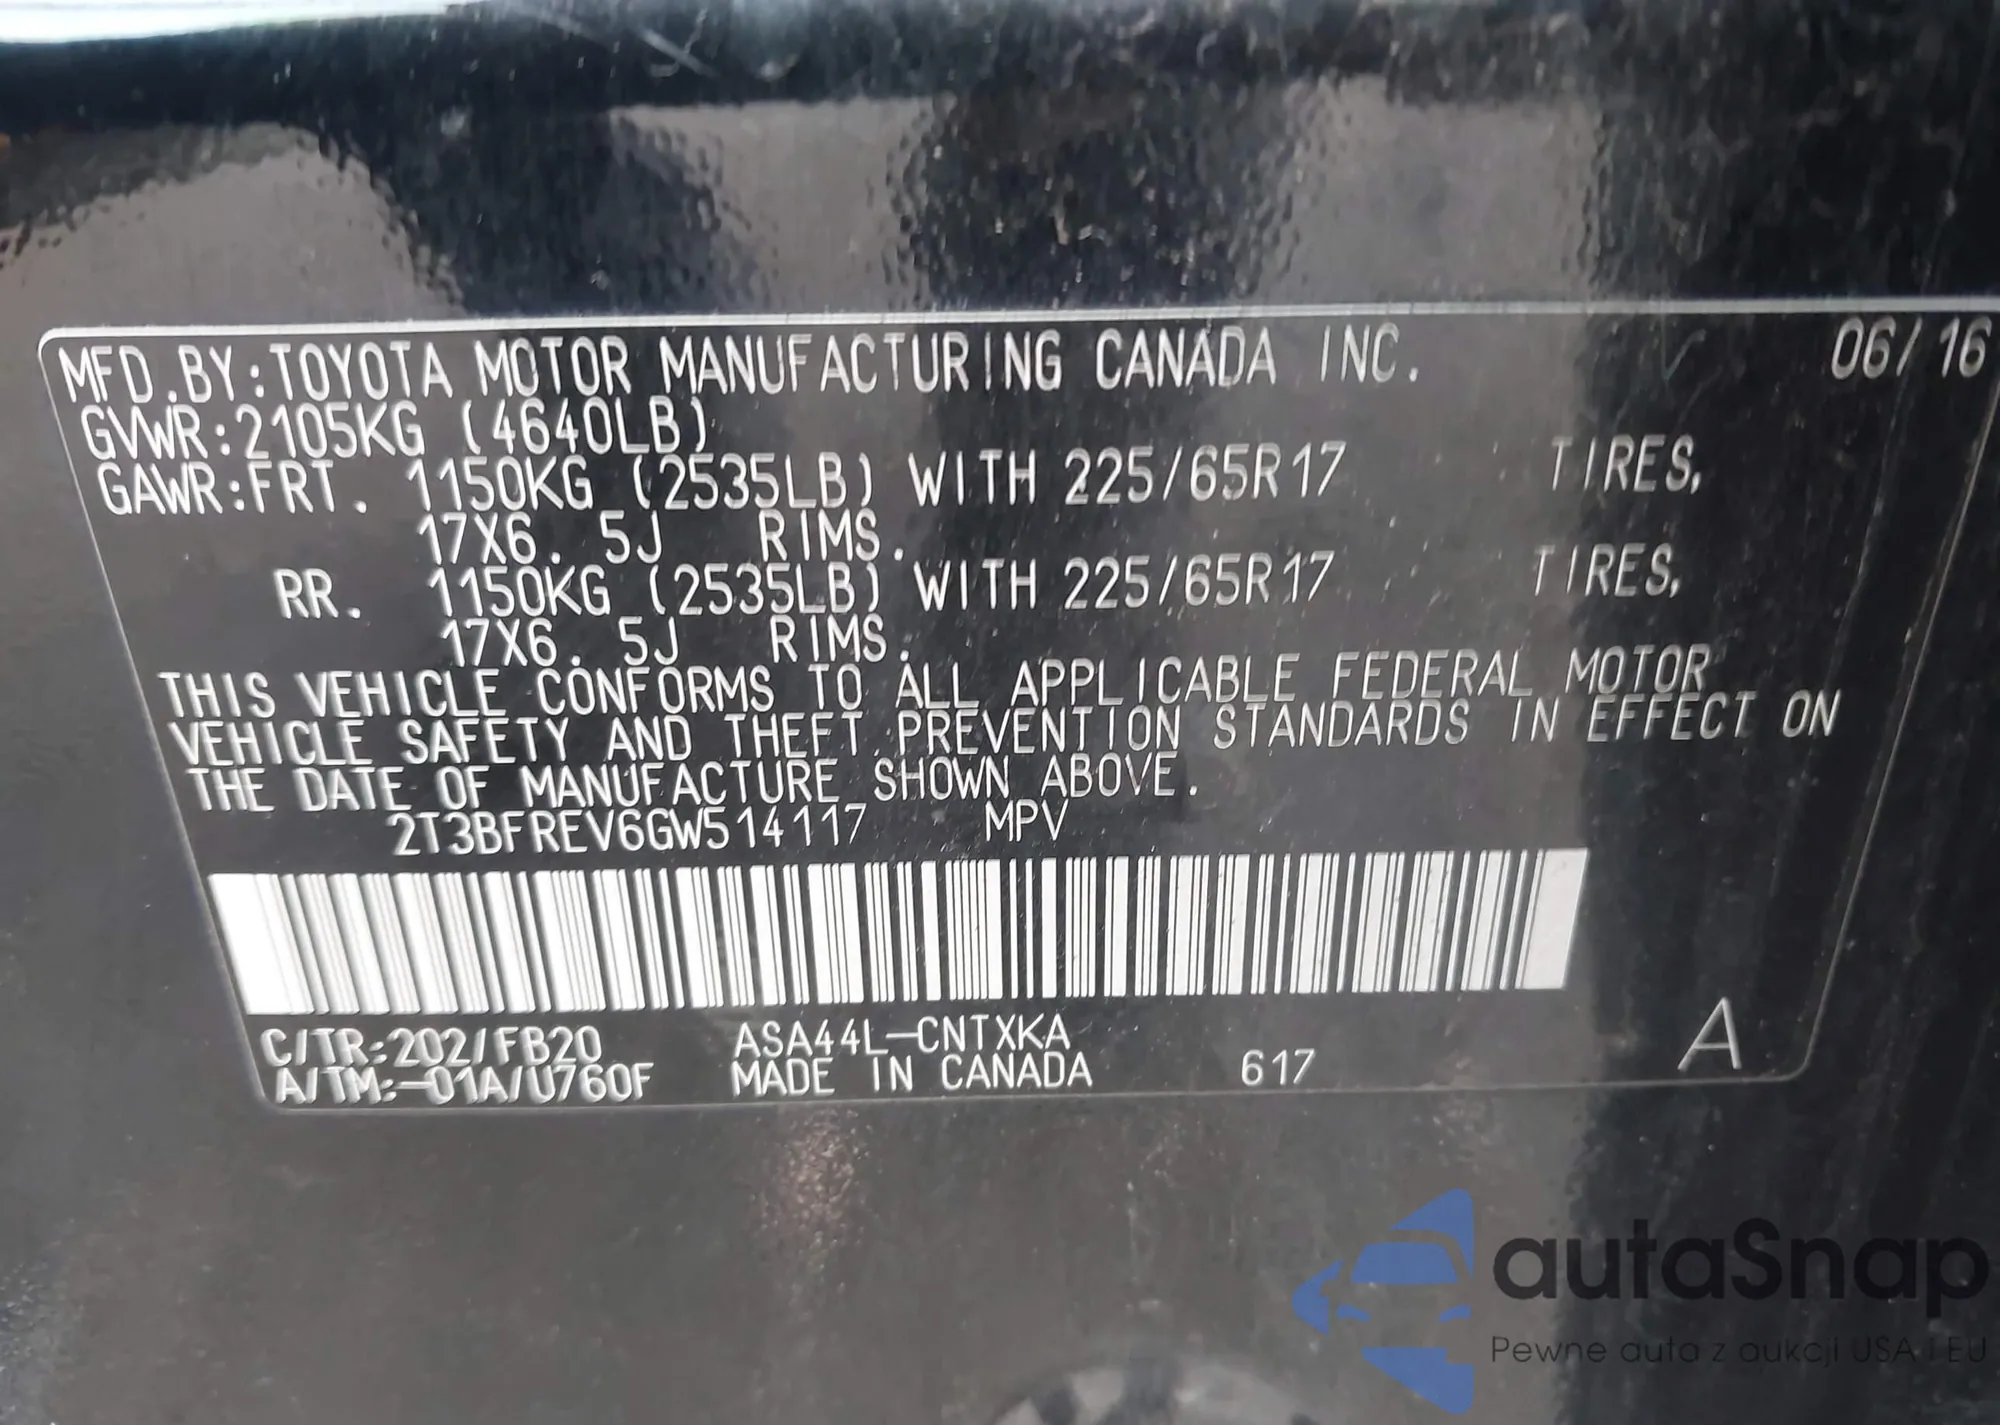 MFD.BY:TOYOTA MOTOR MANUFACTURING CANADA INC. 06/16
GVWR:2105KG (4640LB)
GAWR:FRT. 1150KG (2535LB) WITH 225/65R17 TIRES,
17X6.5J RIMS.
RR. 1150KG (2535LB) WITH 225/65R17 TIRES,
17X6.5J RIMS.
THIS VEHICLE CONFORMS TO ALL APPLICABLE FEDERAL MOTOR
VEHICLE SAFETY AND THEFT PREVENTION STANDARDS IN EFFECT ON
THE DATE OF MANUFACTURE SHOWN ABOVE.
2T3BFREV6GW514117 MPV
C/TR:202/FB20 ASA44L-CNTXKA
A/TM:-01A/U760F MADE IN CANADA 617 A
autaSnap
Pewne auta z aukcji USA i EU